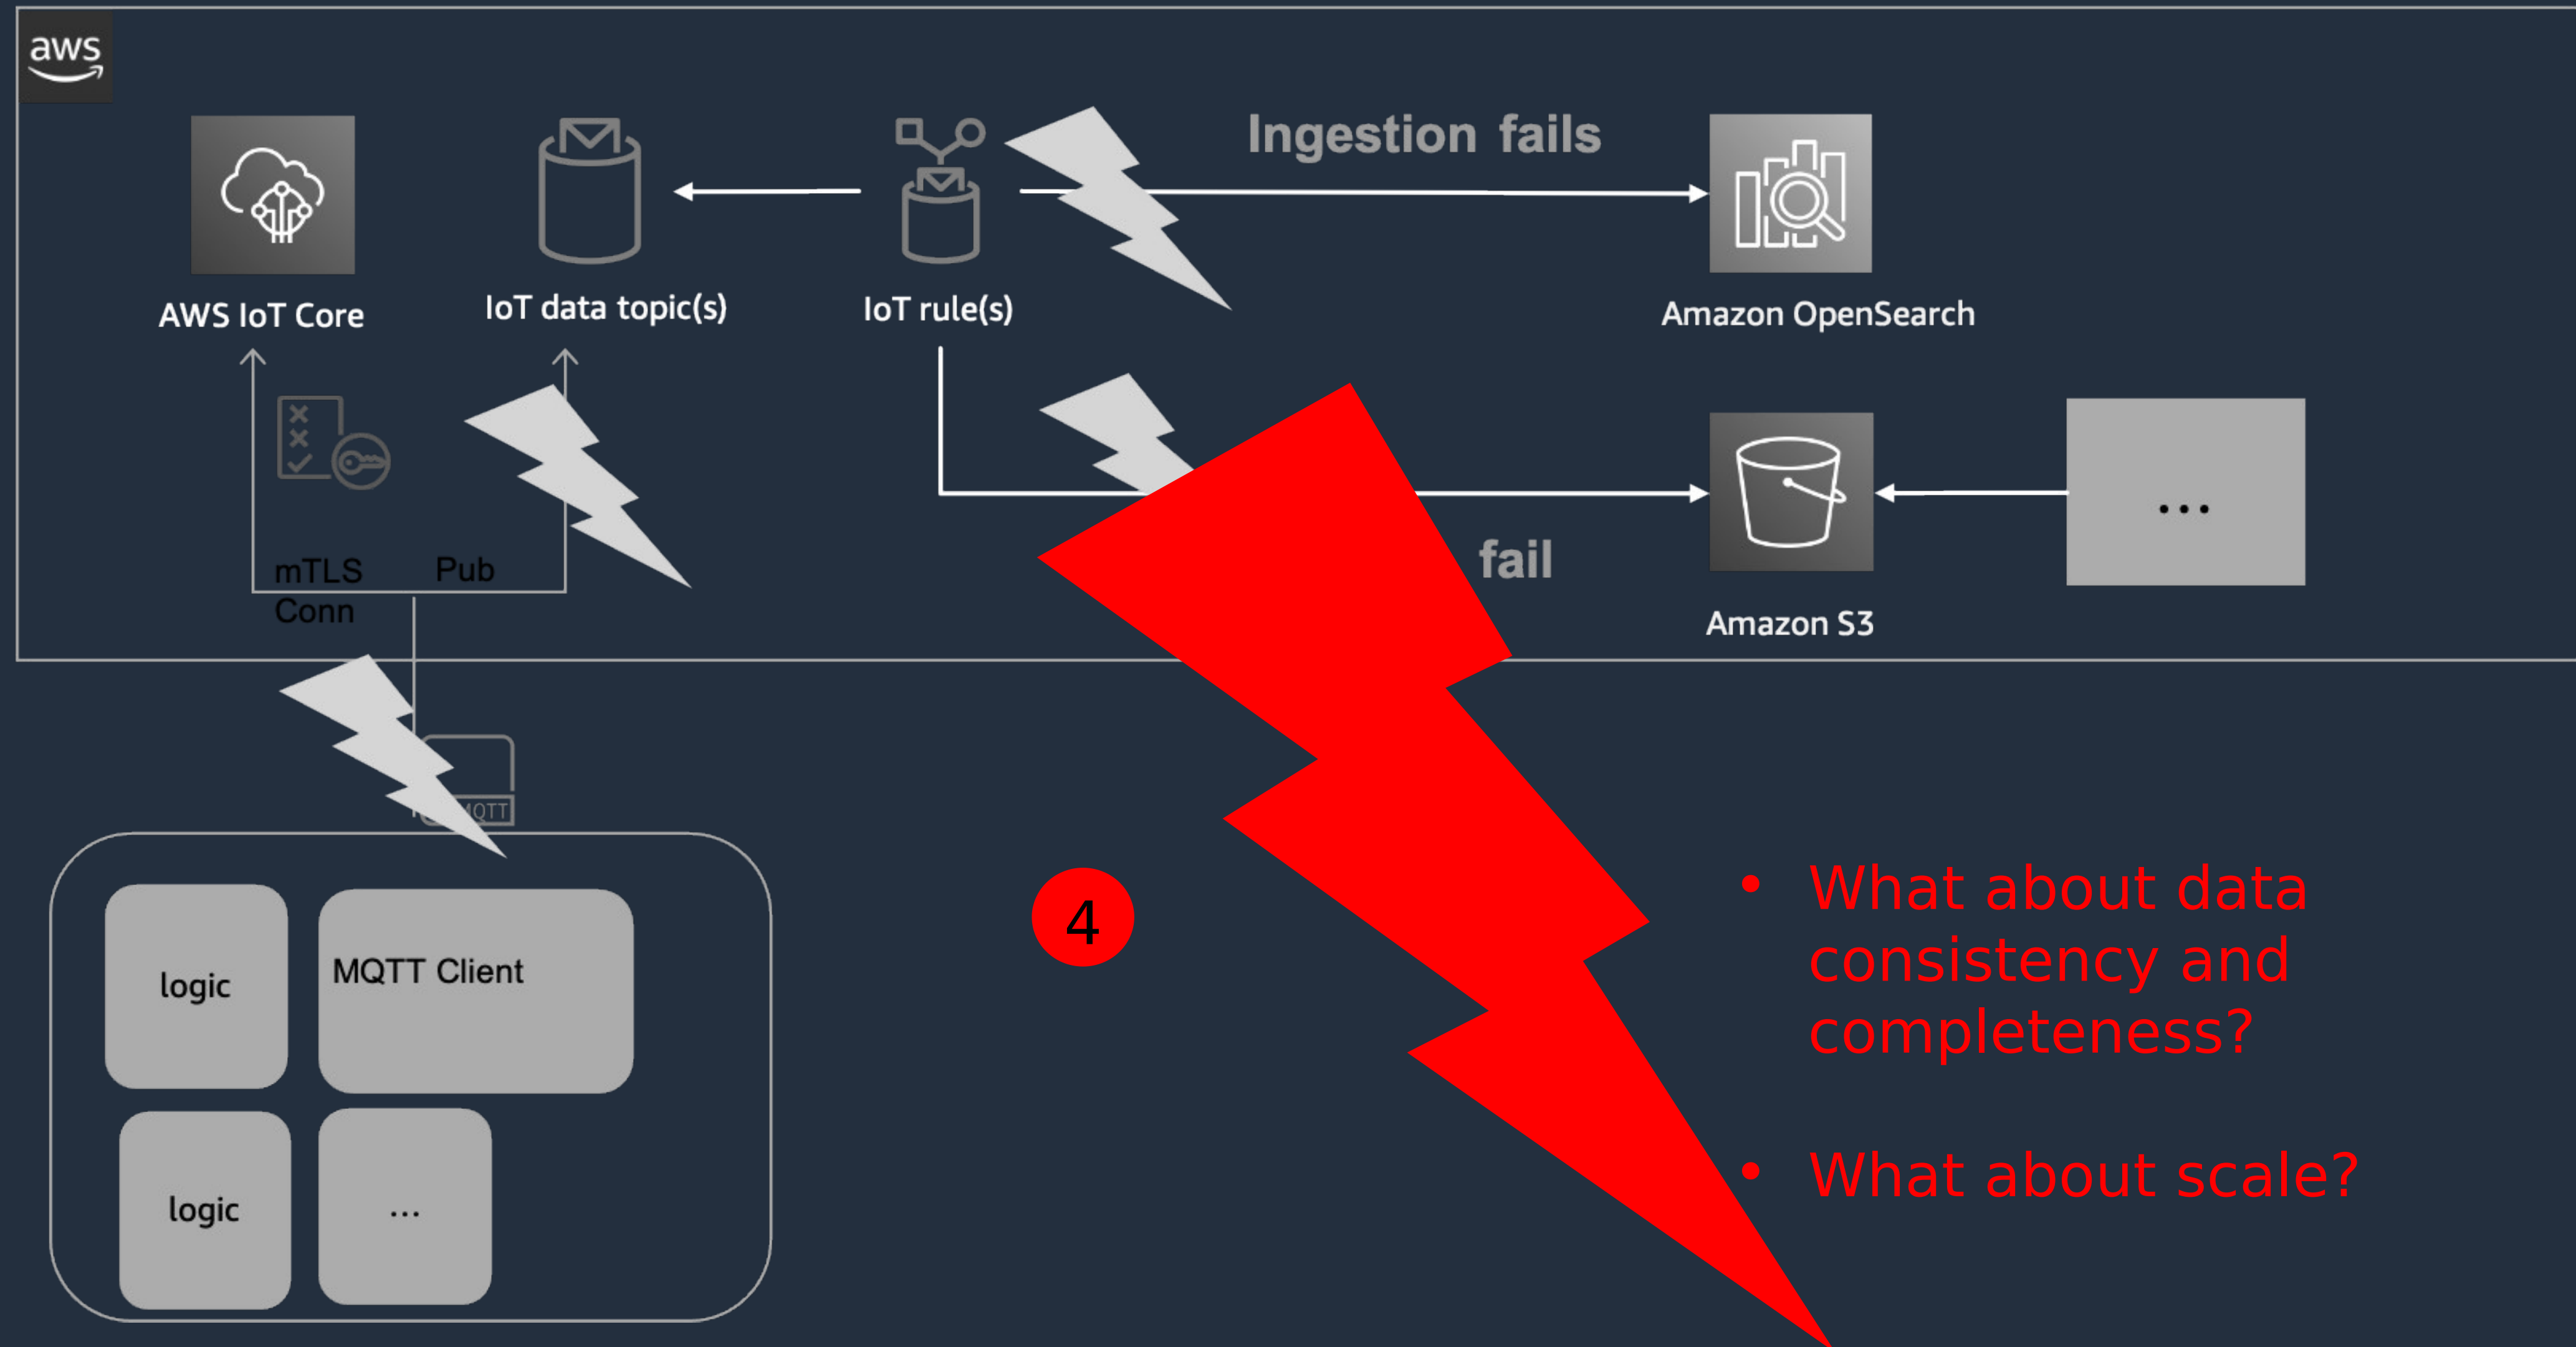 aws
Ingestion fails
AWS IoT Core
IoT data topic(s)
IoT rule(s)
Amazon OpenSearch
...
mTLS
Conn
Pub
fail
Amazon S3
logic
MQTT Client
logic
...
4
• What about data
consistency and
completeness?
• What about scale?